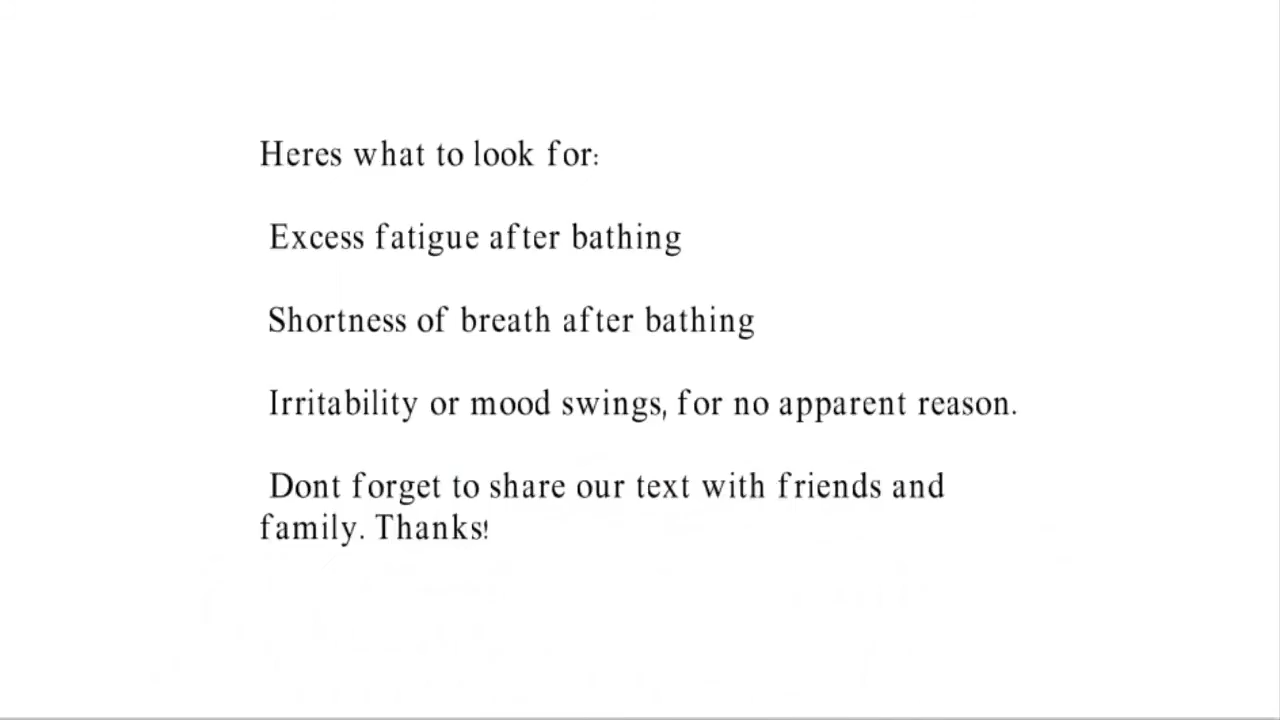 Heres what to look for:
Excess fatigue after bathing
Shortness of breath after bathing
Irritability or mood swings, for no apparent reason.
Dont forget to share our text with friends and
family. Thanks!